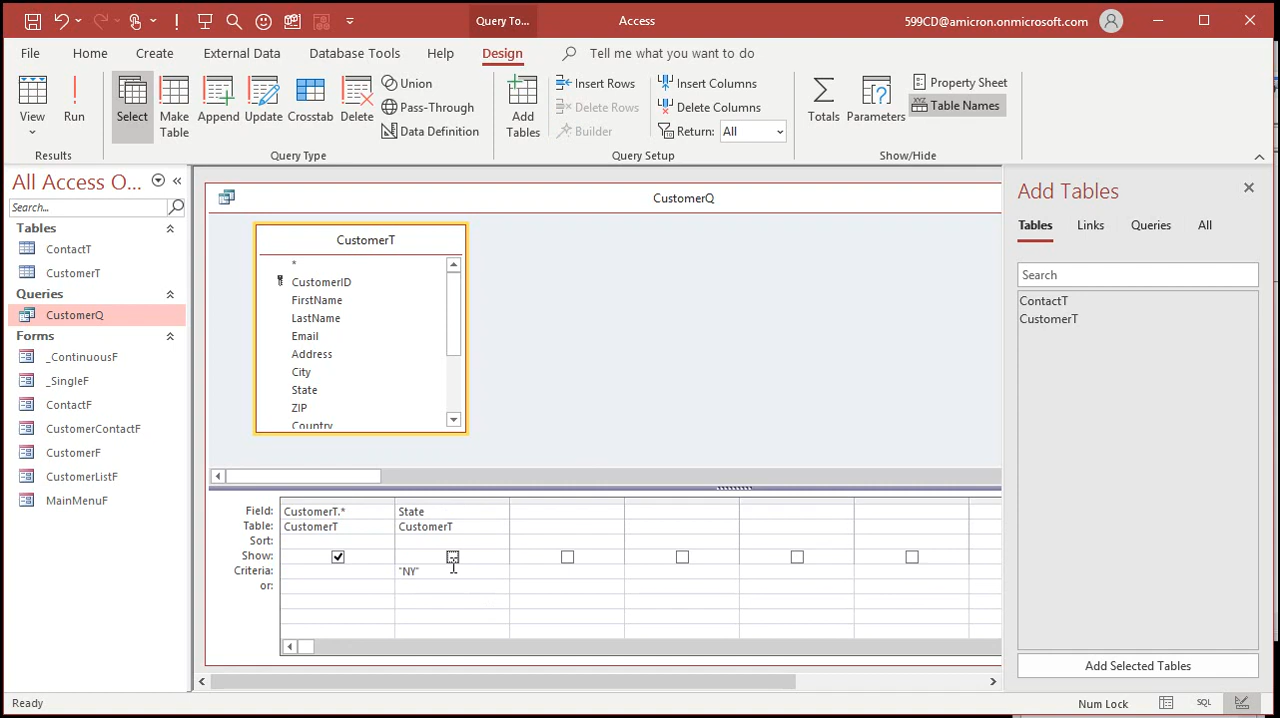 Query To...
Access
599CD@amicron.onmicrosoft.com
File
Home
Create
External Data
Database Tools
Help
Design
Tell me what you want to do
View
Run
Select
Make Table
Append
Update
Crosstab
Delete
Union
Pass-Through
Data Definition
Add Tables
Insert Rows
Delete Rows
Builder
Insert Columns
Delete Columns
Return: All
Totals
Parameters
Property Sheet
Table Names
Results
Query Type
Query Setup
Show/Hide
All Access O...
Search...
Tables
ContactT
CustomerT
Queries
CustomerQ
Forms
_ContinuousF
_SingleF
ContactF
CustomerContactF
CustomerF
CustomerListF
MainMenuF
CustomerQ
CustomerT
*
CustomerID
FirstName
LastName
Email
Address
City
State
ZIP
Country
Field: CustomerT.* State
Table: CustomerT CustomerT
Sort:
Show:
Criteria: "NY"
or:
Add Tables
Tables
Links
Queries
All
Search
ContactT
CustomerT
Add Selected Tables
Ready
Num Lock
SQL